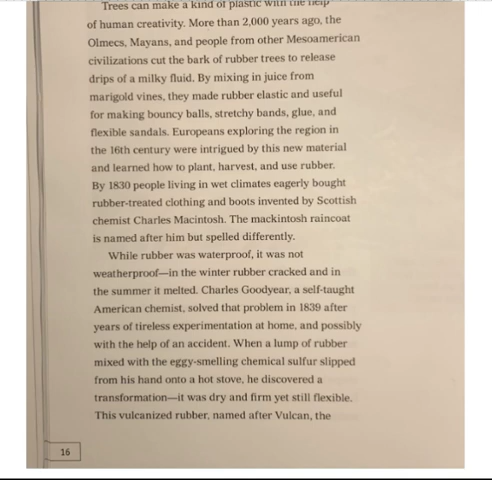 Trees can make a kind of plastic with the help
of human creativity. More than 2,000 years ago, the
Olmecs, Mayans, and people from other Mesoamerican
civilizations cut the bark of rubber trees to release
drips of a milky fluid. By mixing in juice from
marigold vines, they made rubber elastic and useful
for making bouncy balls, stretchy bands, glue, and
flexible sandals. Europeans exploring the region in
the 16th century were intrigued by this new material
and learned how to plant, harvest, and use rubber.
By 1830 people living in wet climates eagerly bought
rubber-treated clothing and boots invented by Scottish
chemist Charles Macintosh. The mackintosh raincoat
is named after him but spelled differently.
While rubber was waterproof, it was not
weatherproof—in the winter rubber cracked and in
the summer it melted. Charles Goodyear, a self-taught
American chemist, solved that problem in 1839 after
years of tireless experimentation at home, and possibly
with the help of an accident. When a lump of rubber
mixed with the eggy-smelling chemical sulfur slipped
from his hand onto a hot stove, he discovered a
transformation—it was dry and firm yet still flexible.
This vulcanized rubber, named after Vulcan, the
16